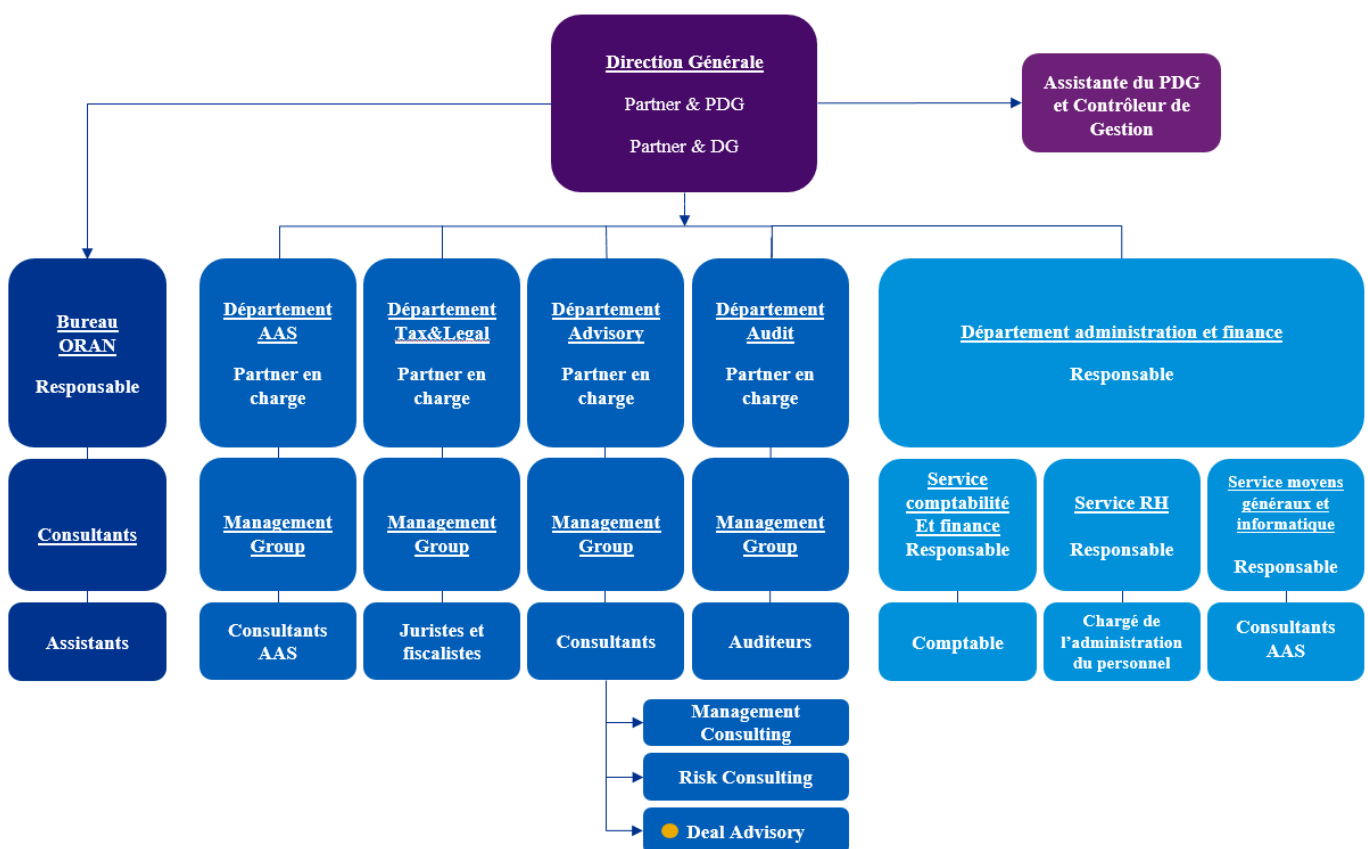 Direction Générale
Partner & PDG
Partner & DG
Assistante du PDG
et Contrôleur de
Gestion
Bureau
ORAN
Responsable
Département
AAS
Partner en
charge
Département
Tax&Legal
Partner en
charge
Département
Advisory
Partner en
charge
Département
Audit
Partner en
charge
Département administration et finance
Responsable
Consultants
Management
Group
Management
Group
Management
Group
Management
Group
Service
comptabilité
Et finance
Responsable
Service RH
Responsable
Service moyens
généraux et
informatique
Responsable
Assistants
Consultants
AAS
Juristes et
fiscalistes
Consultants
Auditeurs
Comptable
Chargé de
l’administration
du personnel
Consultants
AAS
Management
Consulting
Risk Consulting
Deal Advisory